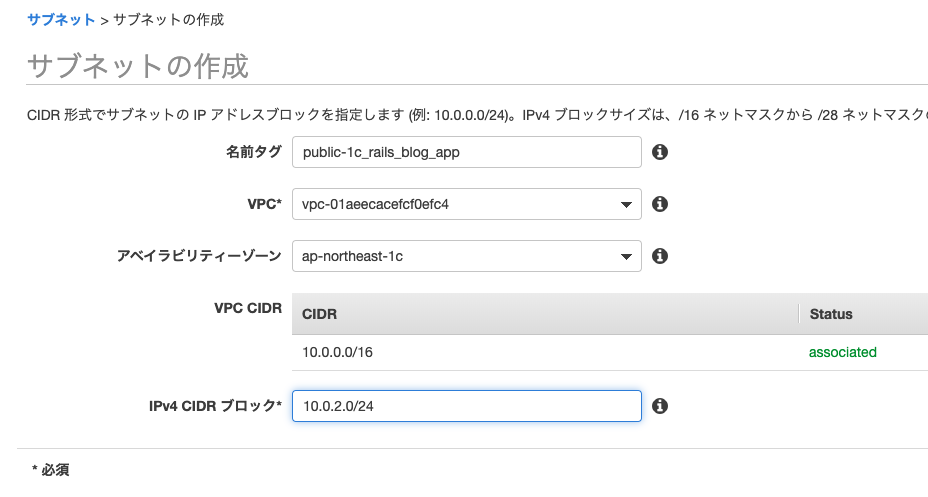 サブネット > サブネットの作成
サブネットの作成
CIDR 形式でサブネットの IP アドレスブロックを指定します (例: 10.0.0.0/24)。IPv4 ブロックサイズは、/16 ネットマスクから /28 ネットマスク
名前タグ public-1c_rails_blog_app
VPC* vpc-01aeecacefcf0efc4
アベイラビリティーゾーン ap-northeast-1c
VPC CIDR CIDR Status
10.0.0.0/16 associated
IPv4 CIDR ブロック* 10.0.2.0/24
* 必須